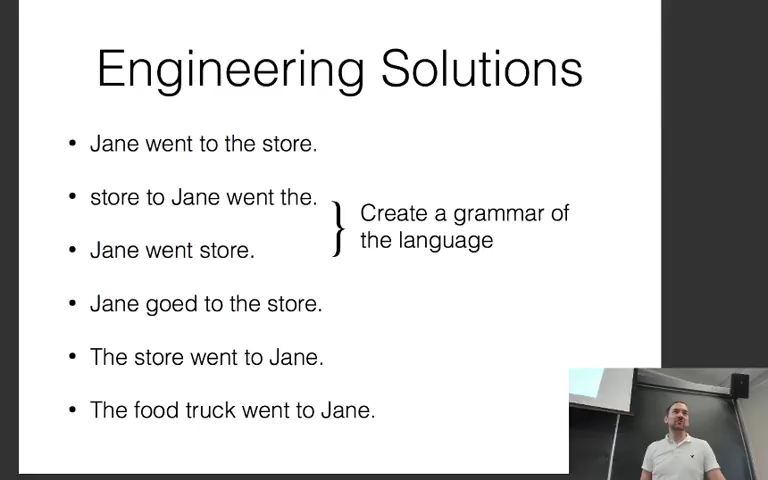 Engineering Solutions
• Jane went to the store.
• store to Jane went the.
• Jane went store.
} Create a grammar of
the language
• Jane goed to the store.
• The store went to Jane.
• The food truck went to Jane.